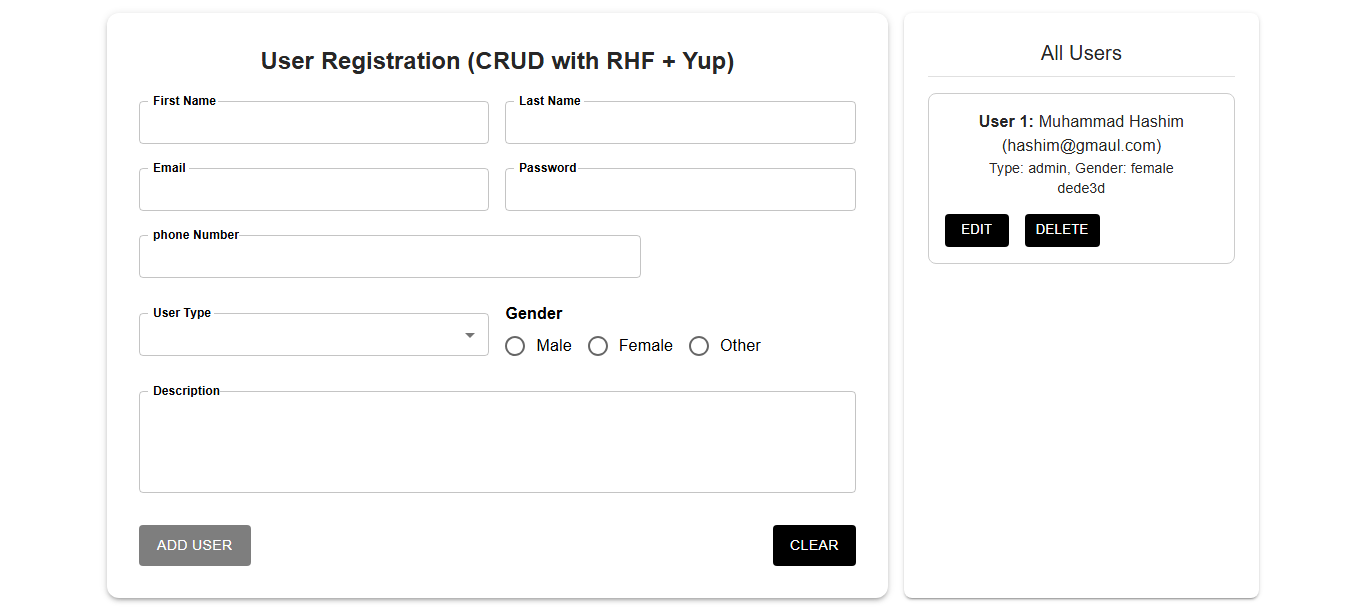 User Registration (CRUD with RHF + Yup)
First Name
Last Name
Email
Password
phone Number
User Type
Gender
Male
Female
Other
Description
ADD USER
CLEAR
All Users
User 1: Muhammad Hashim
(hashim@gmaul.com)
Type: admin, Gender: female
dede3d
EDIT
DELETE